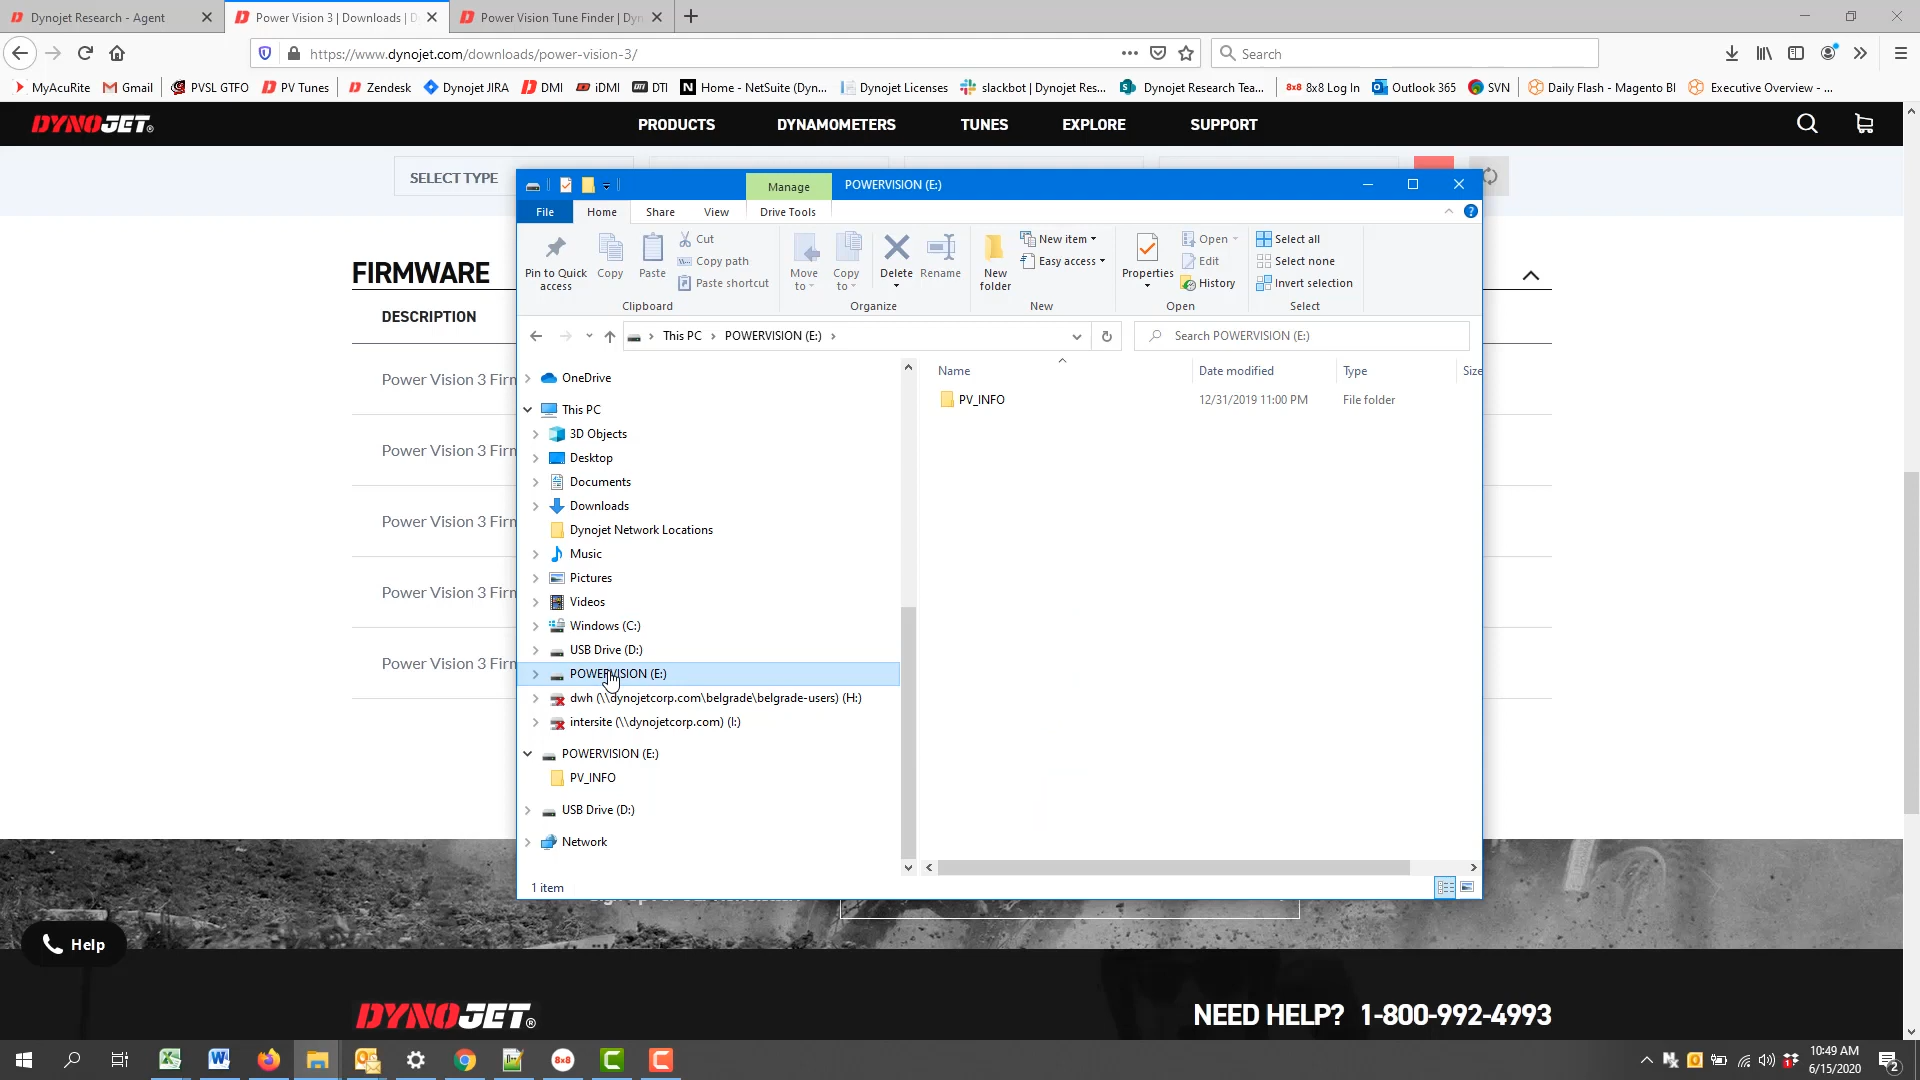 Dynojet Research - Agent
Power Vision 3 | Downloads | D
Power Vision Tune Finder | Dyn
https://www.dynojet.com/downloads/power-vision-3/
Search
MyAcuRite
Gmail
PVSL GTFO
PV Tunes
Zendesk
Dynojet JIRA
DMI
iDMI
DTI
Home - NetSuite (Dyn...
Dynojet Licenses
slackbot | Dynojet Res...
Dynojet Research Tea...
8x8 Log In
Outlook 365
SVN
Daily Flash - Magento BI
Executive Overview - ...
DYNOJET®
PRODUCTS
DYNAMOMETERS
TUNES
EXPLORE
SUPPORT
SELECT TYPE
Manage
POWERVISION (E:)
File
Home
Share
View
Drive Tools
Pin to Quick access
Copy
Paste
Cut
Copy path
Paste shortcut
Clipboard
Move to
Copy to
Delete
Rename
Organize
New folder
New item
Easy access
New
Properties
Open
Edit
History
Open
Select all
Select none
Invert selection
Select
This PC
POWERVISION (E:)
Search POWERVISION (E:)
FIRMWARE
DESCRIPTION
Power Vision 3 Firm
Power Vision 3 Firm
Power Vision 3 Firm
Power Vision 3 Firm
Power Vision 3 Firm
OneDrive
This PC
3D Objects
Desktop
Documents
Downloads
Dynojet Network Locations
Music
Pictures
Videos
Windows (C:)
USB Drive (D:)
POWERVISION (E:)
dwh (\\dynojetcorp.com\belgrade\belgrade-users) (H:)
intersite (\\dynojetcorp.com) (I:)
POWERVISION (E:)
PV_INFO
USB Drive (D:)
Network
Name
Date modified
Type
Size
PV_INFO
12/31/2019 11:00 PM
File folder
1 item
Help
DYNOJET®
NEED HELP? 1-800-992-4993
8x8
10:49 AM
6/15/2020
2